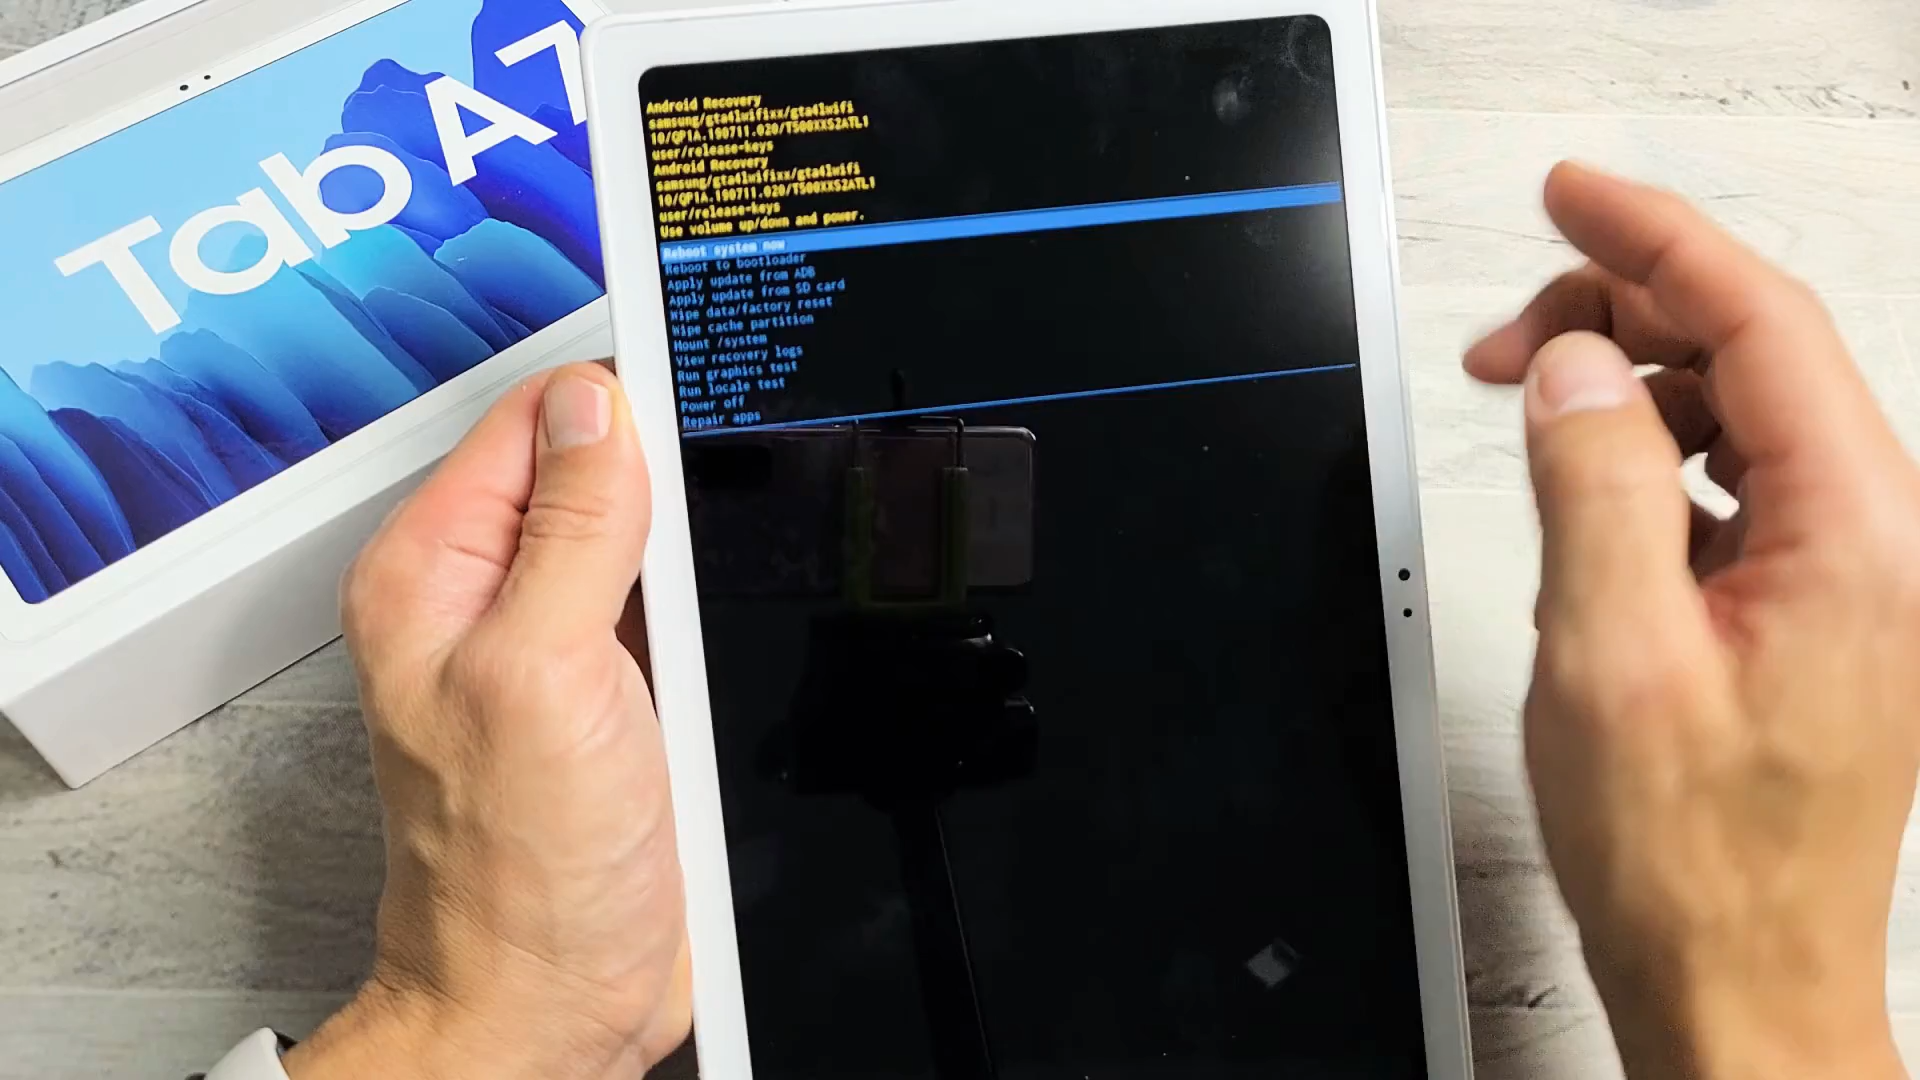 Tab A7
Android Recovery
samsung/gta4lwifixx/gta4lwifi
10/QP1A.190711.020/T500XXS2ATL1
user/release-keys
Android Recovery
samsung/gta4lwifixx/gta4lwifi
10/QP1A.190711.020/T500XXS2ATL1
user/release-keys
Use volume up/down and power.
Reboot system now
Reboot to bootloader
Apply update from ADB
Apply update from SD card
Wipe data/factory reset
Wipe cache partition
Mount /system
View recovery logs
Run graphics test
Run locale test
Power off
Repair apps